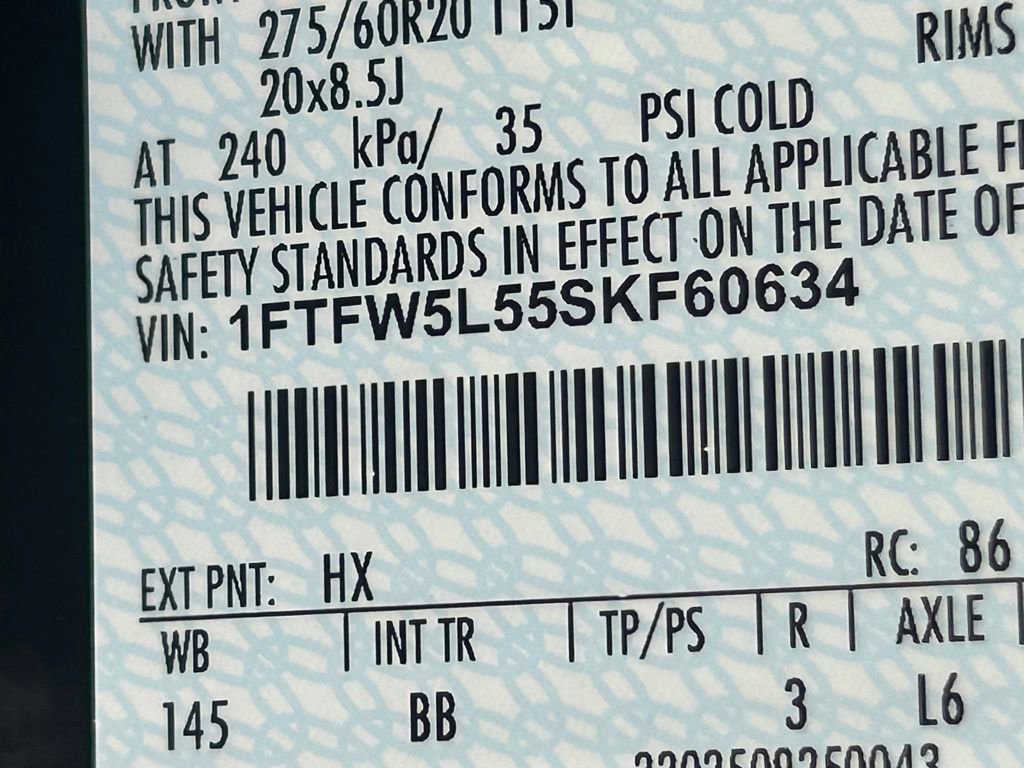 WITH 275/60R20 115T RIMS
20x8.5J
AT 240 kPa/ 35 PSI COLD
THIS VEHICLE CONFORMS TO ALL APPLICABLE
SAFETY STANDARDS IN EFFECT ON THE DATE OF
VIN: 1FTFW5L55SKF60634
EXT PNT: HX RC: 86
WB INT TR TP/PS R AXLE
145 BB 3 L6